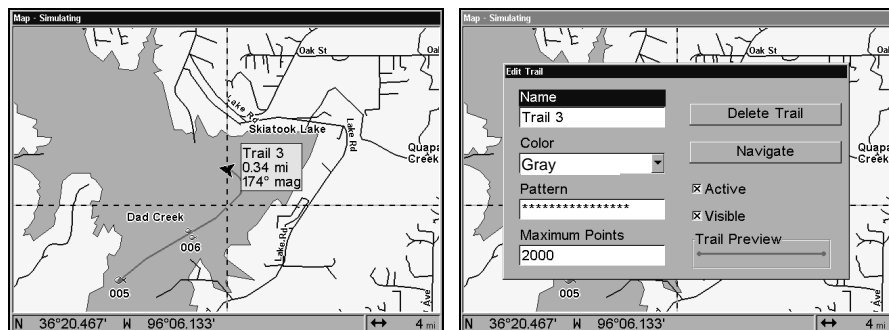 Map - Simulating
Oak St
Oa
Lake Rd
Skiatook Lake
Lake Rd
Trail 3
0.34 mi
174° mag
Quapa
Creek
Dad Creek
006
Lake Rd
005
Ave
N 36°20.467' W 96°06.133' ↔ 4 mi
Map - Simulating
Oak St
Oal
Edit Trail
Name
Trail 3
Delete Trail
Color
Gray
Navigate
Pattern
****************
Active
Visible
Maximum Points
2000
Trail Preview
Quapa
Creek
005
Ave
N 36°20.467' W 96°06.133' ↔ 4 mi